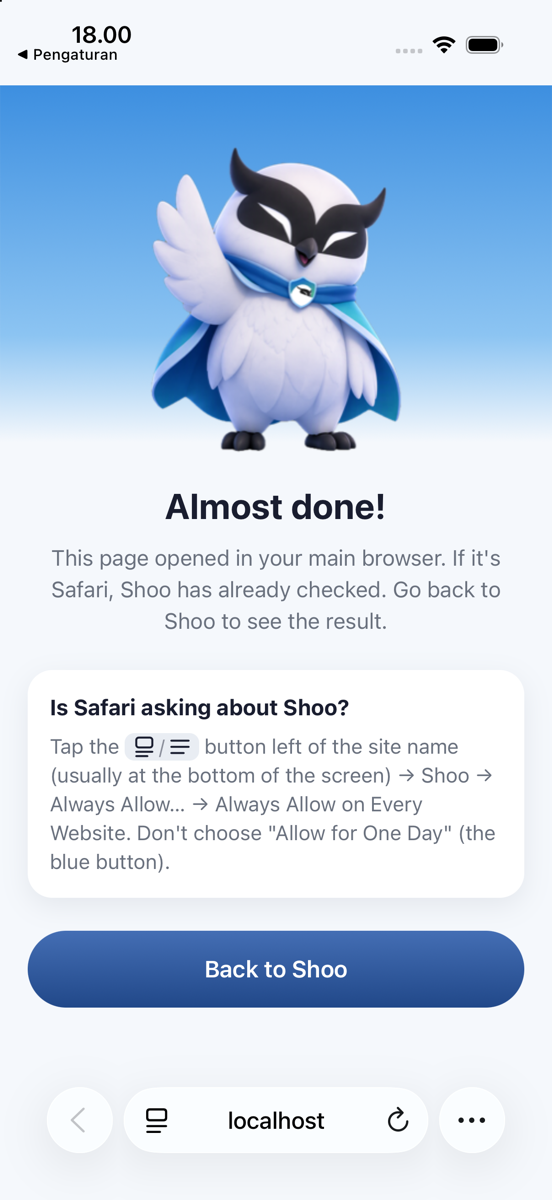 18.00
◀ Pengaturan
Almost done!
This page opened in your main browser. If it's
Safari, Shoo has already checked. Go back to
Shoo to see the result.
Is Safari asking about Shoo?
Tap the / button left of the site name
(usually at the bottom of the screen) → Shoo →
Always Allow... → Always Allow on Every
Website. Don't choose "Allow for One Day" (the
blue button).
Back to Shoo
localhost